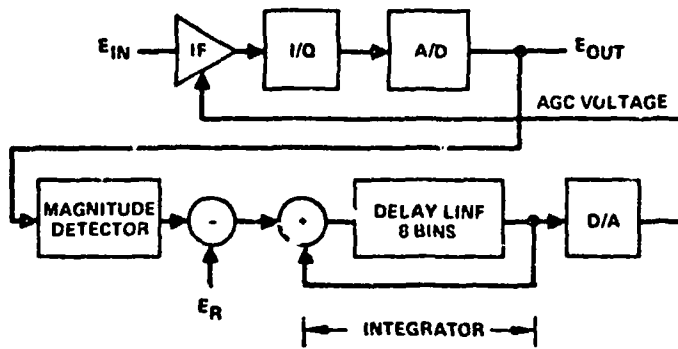 E_IN
IF
I/Q
A/D
E_OUT
AGC VOLTAGE
MAGNITUDE
DETECTOR
-
+
DELAY LINF
8 BINS
D/A
E_R
INTEGRATOR